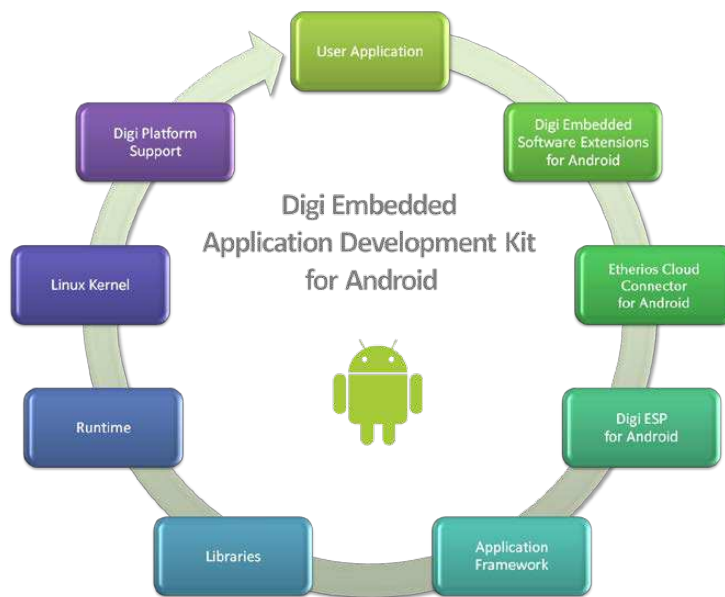 User Application
Digi Embedded
Software Extensions
for Android
Etherios Cloud
Connector
for Android
Digi ESP
for Android
Application
Framework
Libraries
Runtime
Linux Kernel
Digi Platform
Support
Digi Embedded
Application Development Kit
for Android